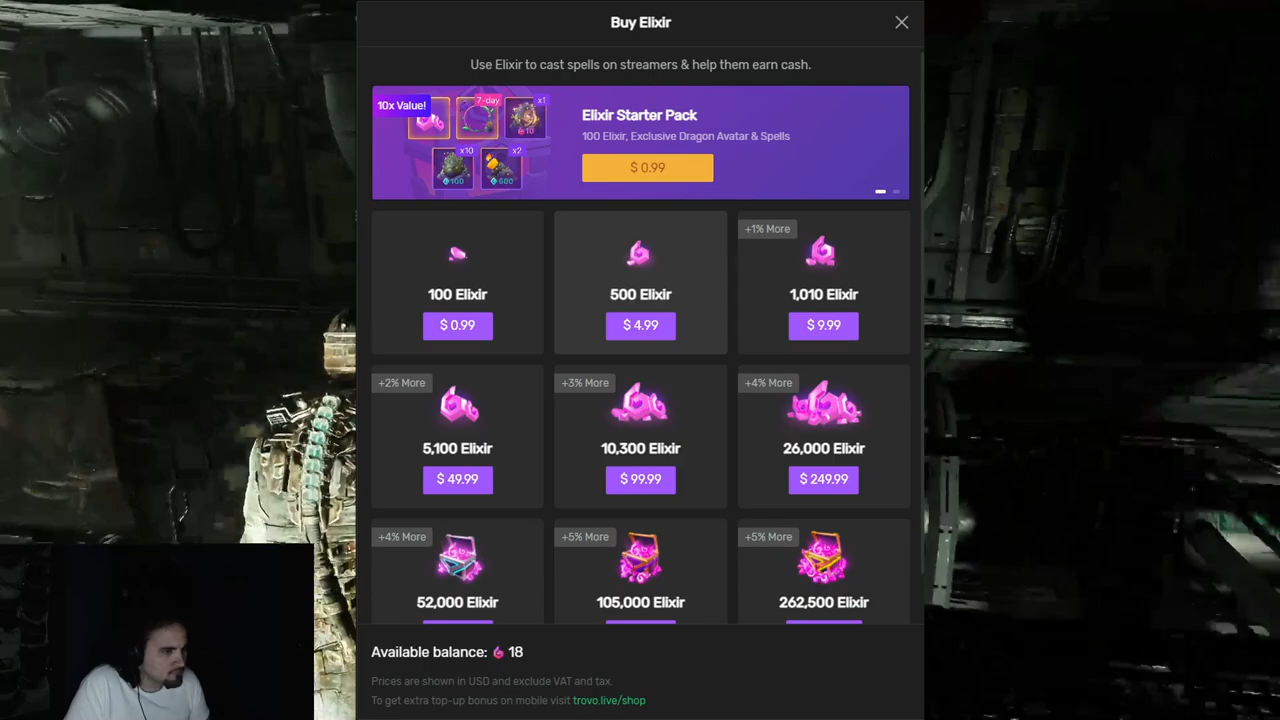 Buy Elixir
Use Elixir to cast spells on streamers & help them earn cash.
10x Value!
7-day
x1
10
x10
x2
100
500
Elixir Starter Pack
100 Elixir, Exclusive Dragon Avatar & Spells
$ 0.99
100 Elixir
$ 0.99
500 Elixir
$ 4.99
+1% More
1,010 Elixir
$ 9.99
+2% More
5,100 Elixir
$ 49.99
+3% More
10,300 Elixir
$ 99.99
+4% More
26,000 Elixir
$ 249.99
+4% More
52,000 Elixir
+5% More
105,000 Elixir
+5% More
262,500 Elixir
Available balance: 18
Prices are shown in USD and exclude VAT and tax.
To get extra top-up bonus on mobile visit trovo.live/shop